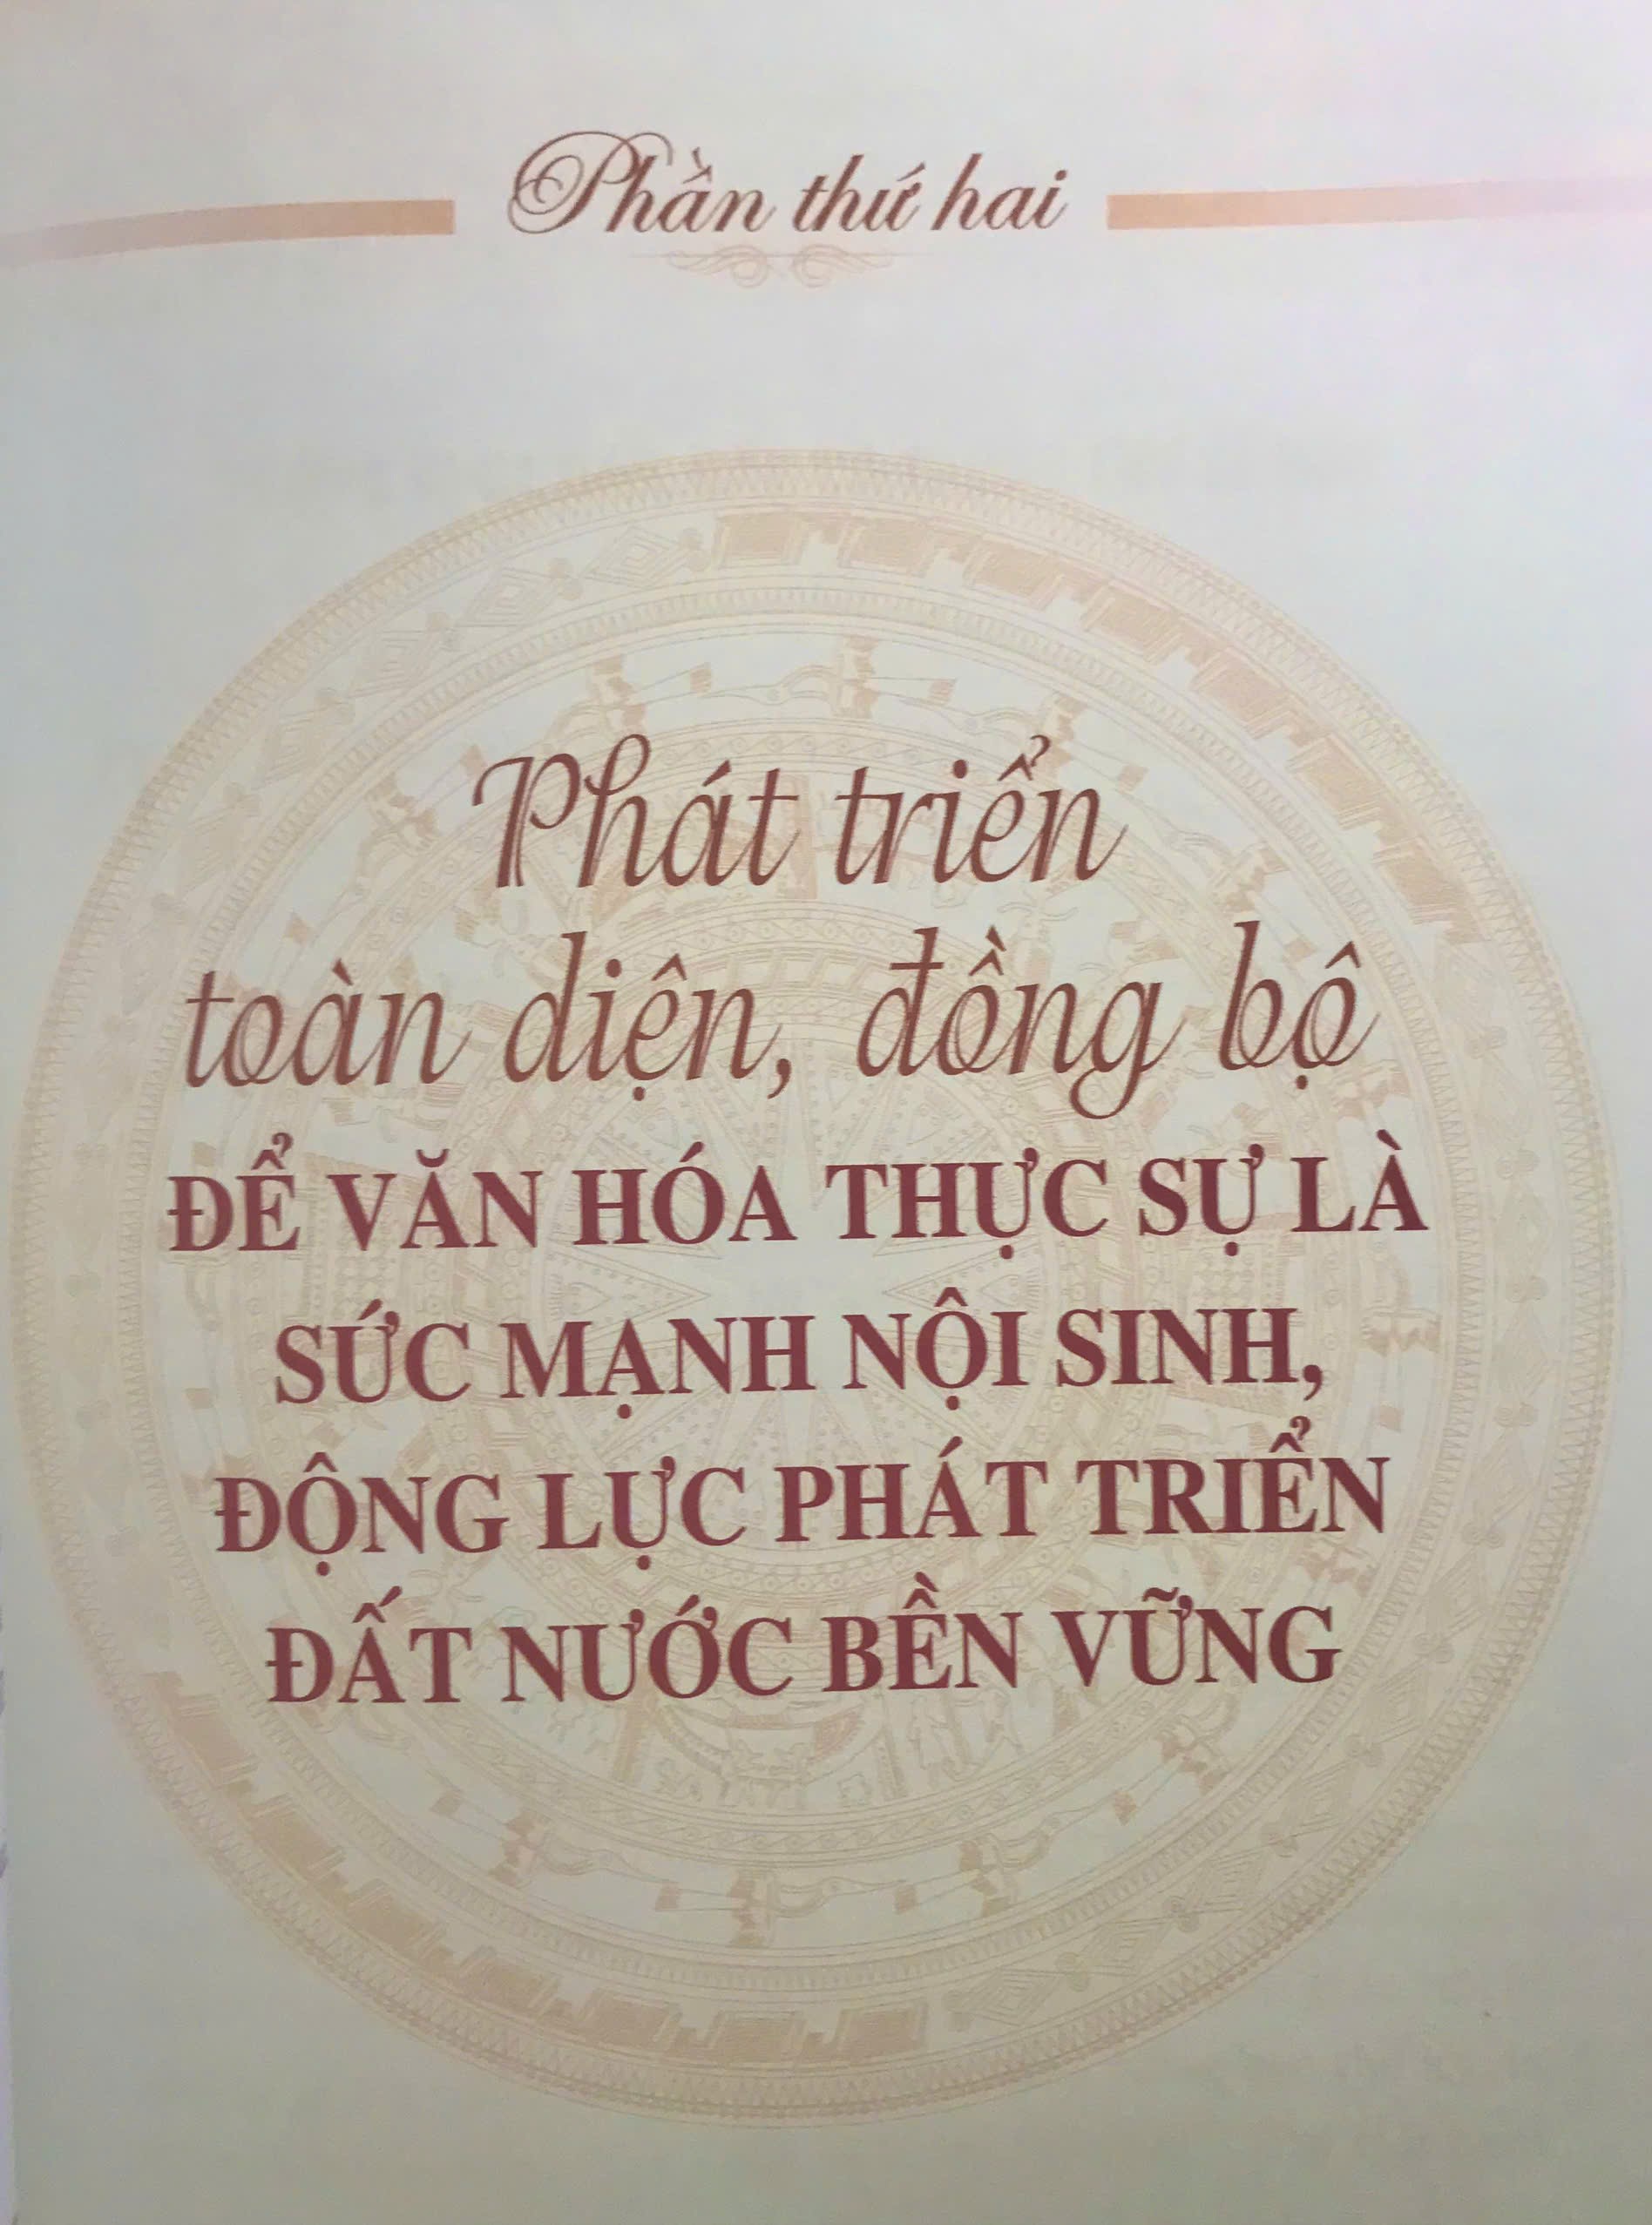 Phần thứ hai
Phát triển
toàn diện, đồng bộ
ĐỂ VĂN HÓA THỰC SỰ LÀ
SỨC MẠNH NỘI SINH,
ĐỘNG LỰC PHÁT TRIỂN
ĐẤT NƯỚC BỀN VỮNG